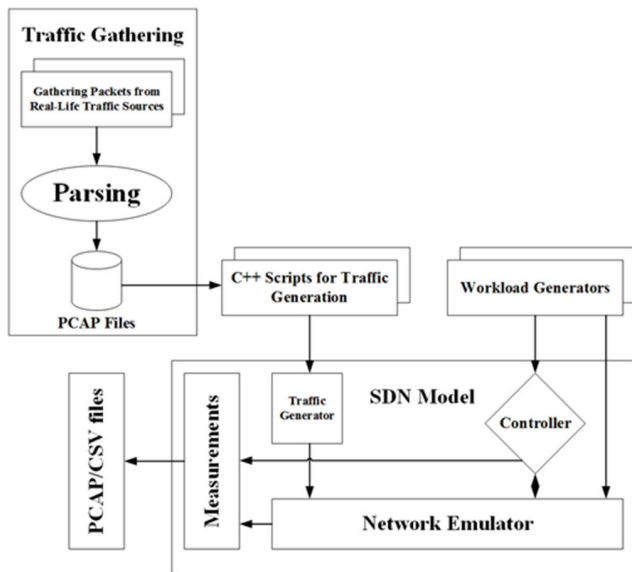 Traffic Gathering
Gathering Packets from
Real-Life Traffic Sources
Parsing
PCAP Files
C++ Scripts for Traffic
Generation
Workload Generators
PCAP/CSV files
Measurements
Traffic
Generator
SDN Model
Controller
Network Emulator